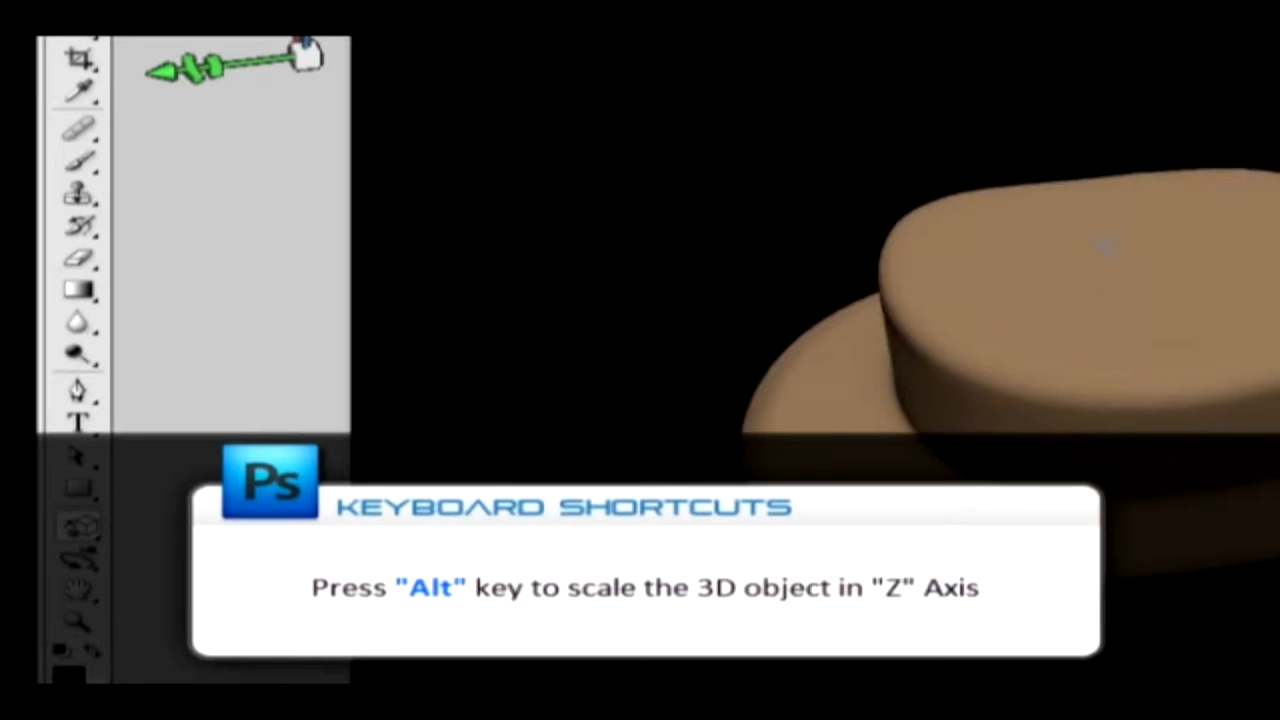 T
Ps
KEYBOARD SHORTCUTS
Press "Alt" key to scale the 3D object in "Z" Axis